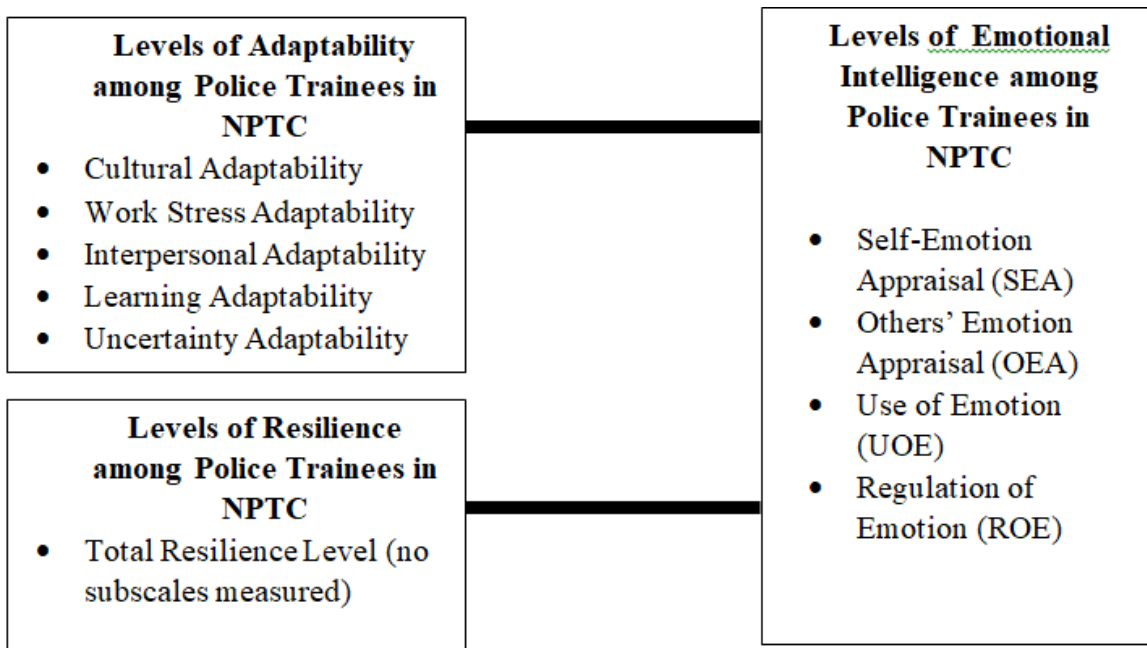 Levels of Adaptability
among Police Trainees in
NPTC
• Cultural Adaptability
• Work Stress Adaptability
• Interpersonal Adaptability
• Learning Adaptability
• Uncertainty Adaptability
Levels of Resilience
among Police Trainees in
NPTC
• Total Resilience Level (no
subscales measured)
Levels of Emotional
Intelligence among
Police Trainees in
NPTC
• Self-Emotion
Appraisal (SEA)
• Others’ Emotion
Appraisal (OEA)
• Use of Emotion
(UOE)
• Regulation of
Emotion (ROE)